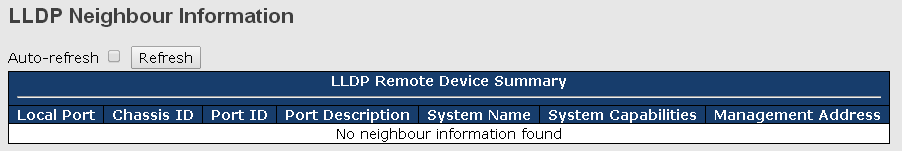 LLDP Neighbour Information
Auto-refresh Refresh
LLDP Remote Device Summary
Local Port Chassis ID Port ID Port Description System Name System Capabilities Management Address
No neighbour information found